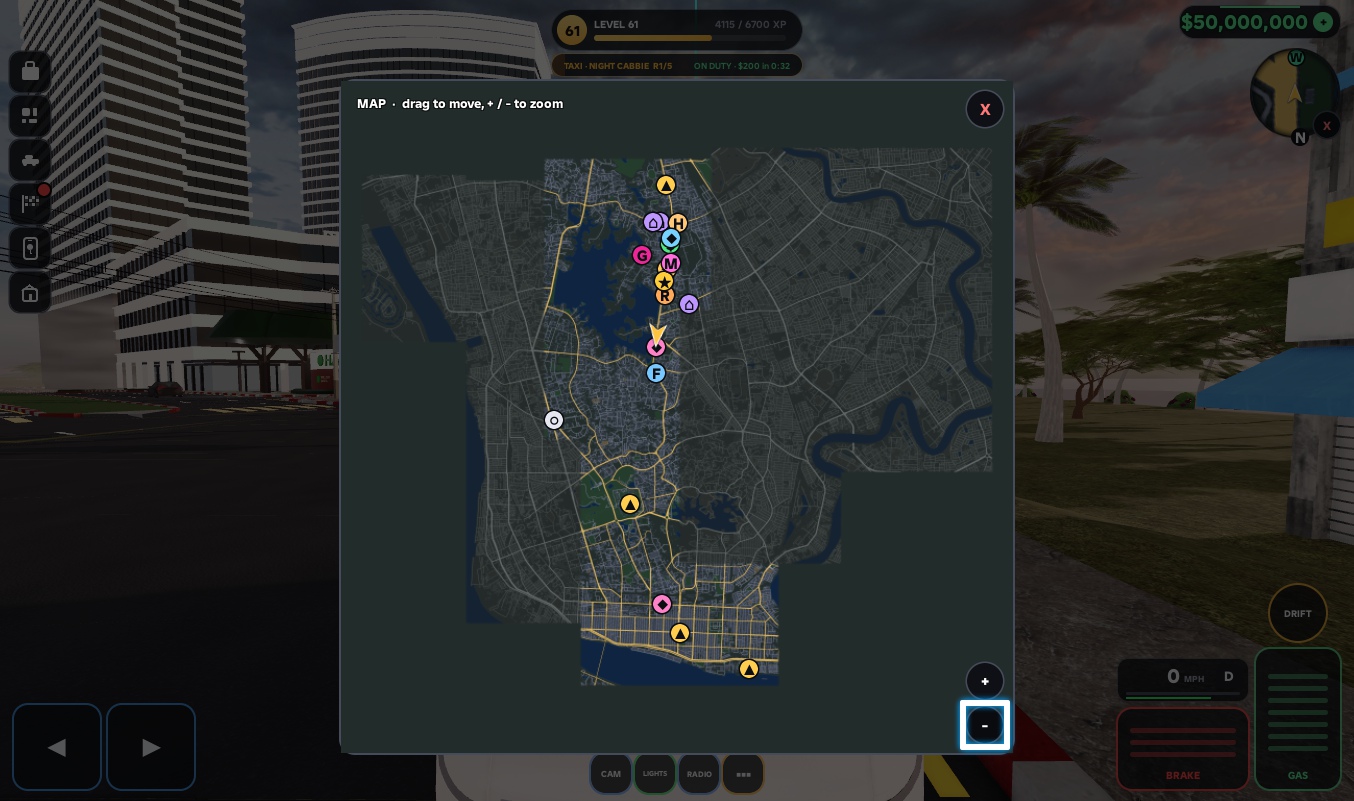 61
LEVEL 61
4115 / 6700 XP
$50,000,000
TAXI · NIGHT CABBIE R1/5
ON DUTY · $200 in 0:32
MAP · drag to move, + / - to zoom
X
W
X
N
H
G
M
R
F
+
-
DRIFT
0 MPH
D
BRAKE
GAS
CAM
LIGHTS
RADIO